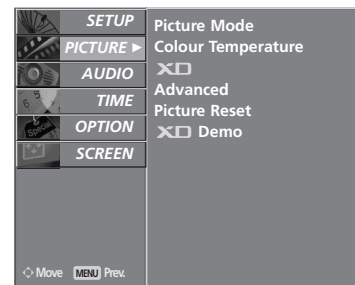 SETUP
PICTURE ►
AUDIO
TIME
OPTION
SCREEN
Picture Mode
Colour Temperature
XD
Advanced
Picture Reset
XD Demo
Special
Move MENU Prev.